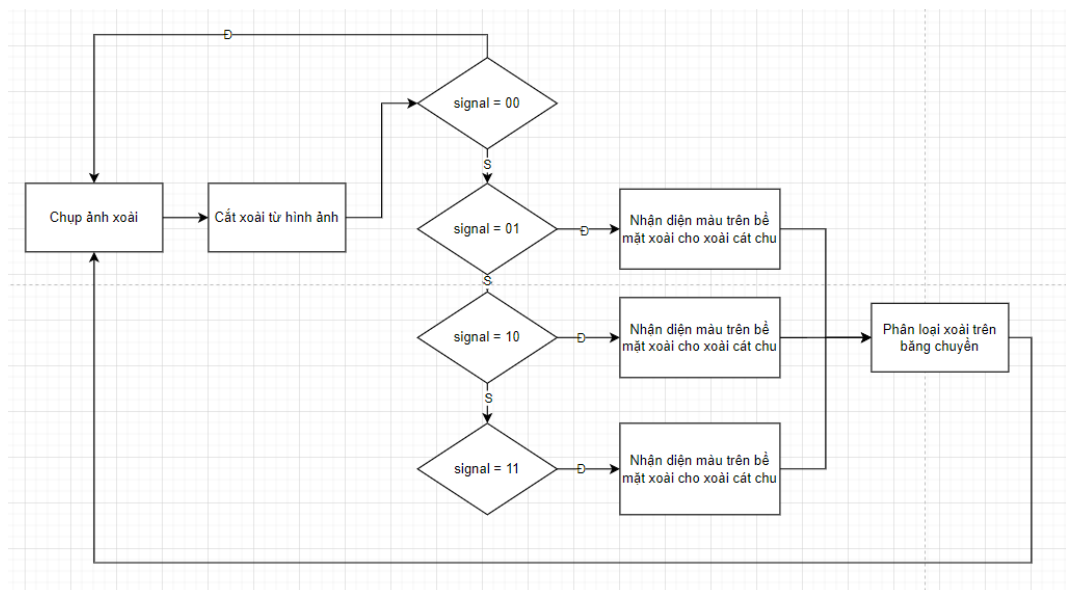 Đ
signal = 00
S
Chụp ảnh xoài
Cắt xoài từ hình ảnh
signal = 01
Đ
Nhận diện màu trên bề
mặt xoài cho xoài cát chu
S
signal = 10
Đ
Nhận diện màu trên bề
mặt xoài cho xoài cát chu
Phân loại xoài trên
băng chuyền
S
signal = 11
Đ
Nhận diện màu trên bề
mặt xoài cho xoài cát chu